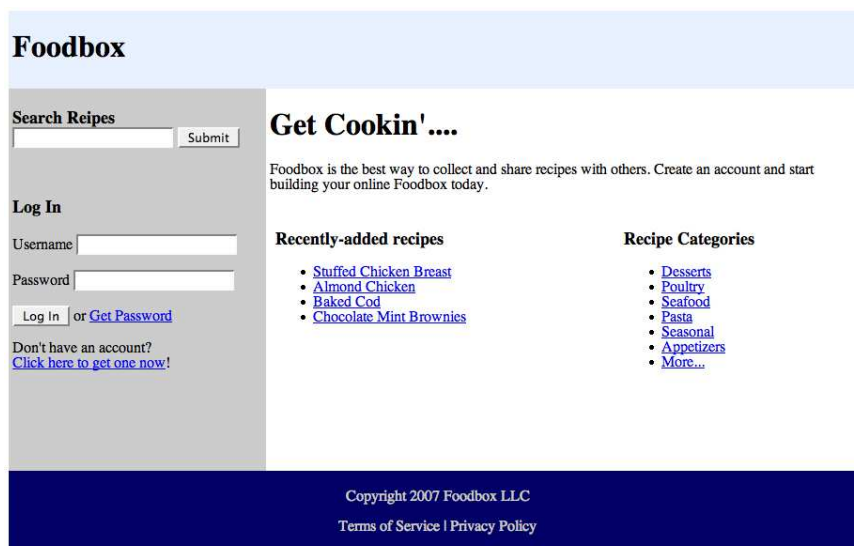 Foodbox
Search Reipes
Submit
Log In
Username
Password
Log In or Get Password
Don't have an account?
Click here to get one now!
Get Cookin'....
Foodbox is the best way to collect and share recipes with others. Create an account and start
building your online Foodbox today.
Recently-added recipes
• Stuffed Chicken Breast
• Almond Chicken
• Baked Cod
• Chocolate Mint Brownies
Recipe Categories
• Desserts
• Poultry
• Seafood
• Pasta
• Seasonal
• Appetizers
• More...
Copyright 2007 Foodbox LLC
Terms of Service | Privacy Policy